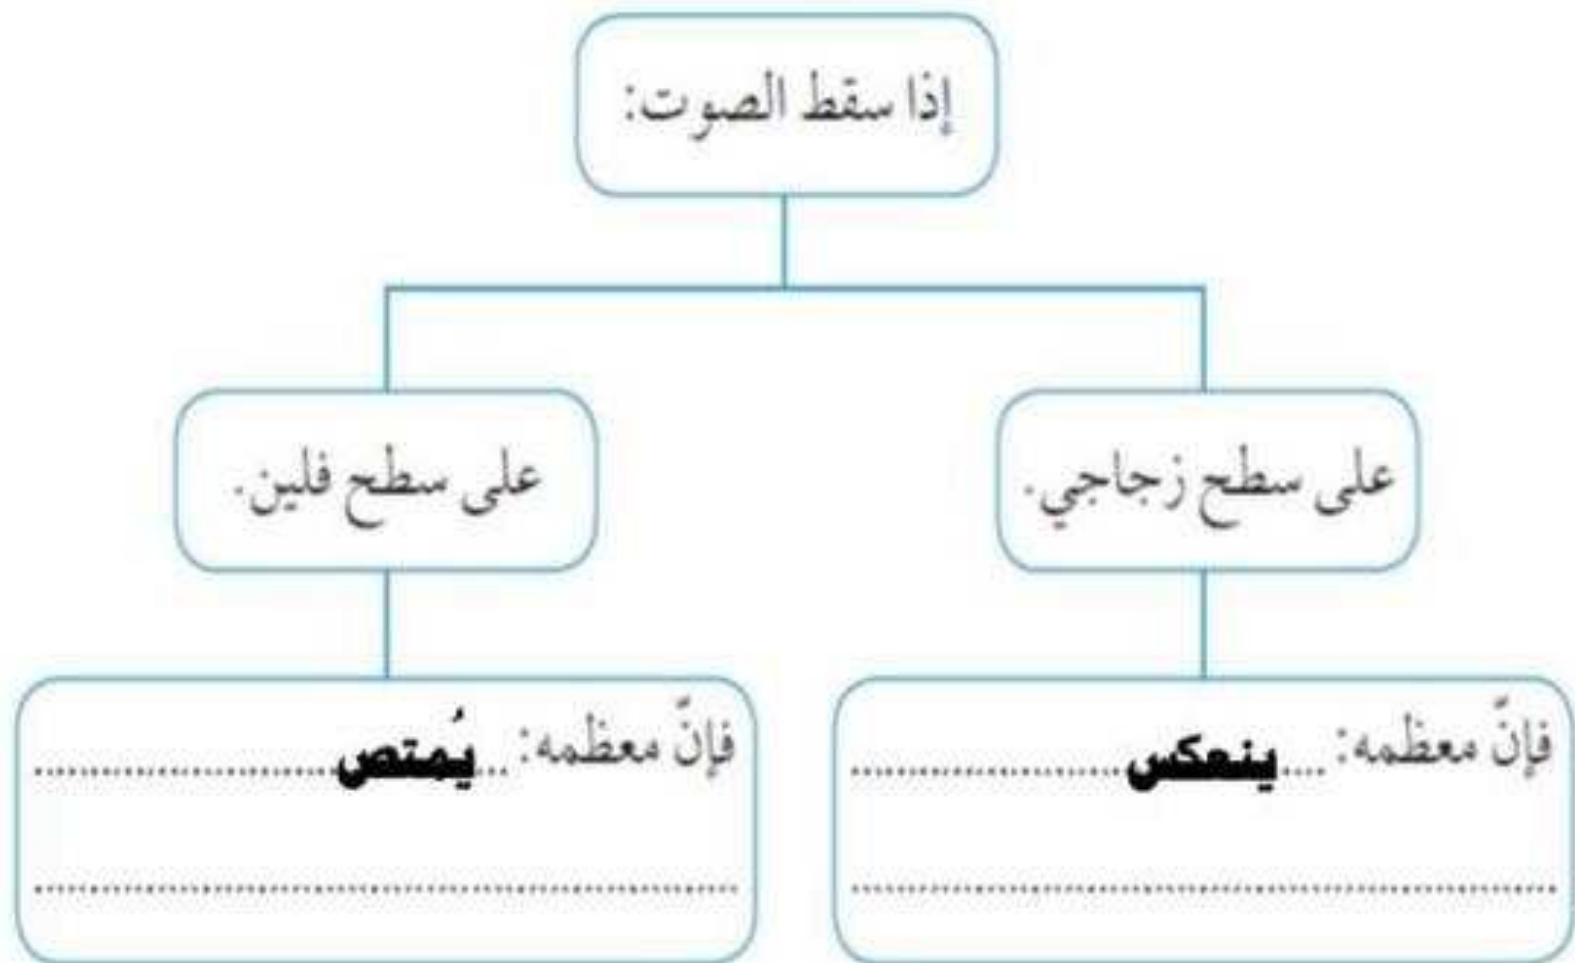 إذا سقط الصوت:
على سطح زجاجي.
على سطح فلين.
فإنّ معظمه: ....ينعكس............................
................................................................
فإنّ معظمه: ...يُمتص............................
................................................................